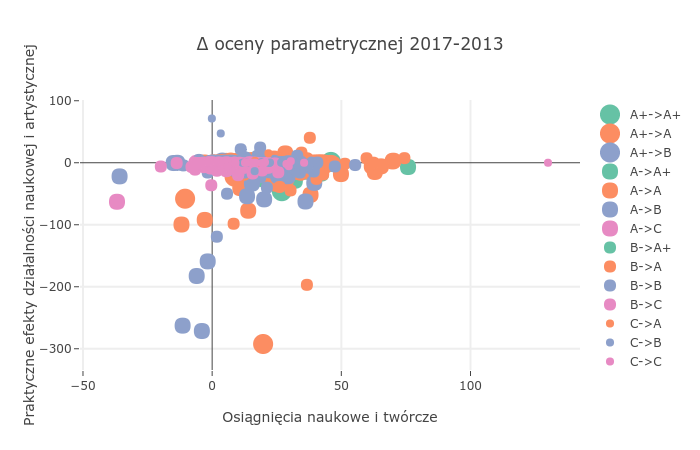 Δ oceny parametrycznej 2017-2013
Praktyczne efekty działalności naukowej i artystycznej
100
0
−100
−200
−300
−50
0
50
100
Osiągnięcia naukowe i twórcze
A+->A+
A+->A
A+->B
A->A+
A->A
A->B
A->C
B->A+
B->A
B->B
B->C
C->A
C->B
C->C